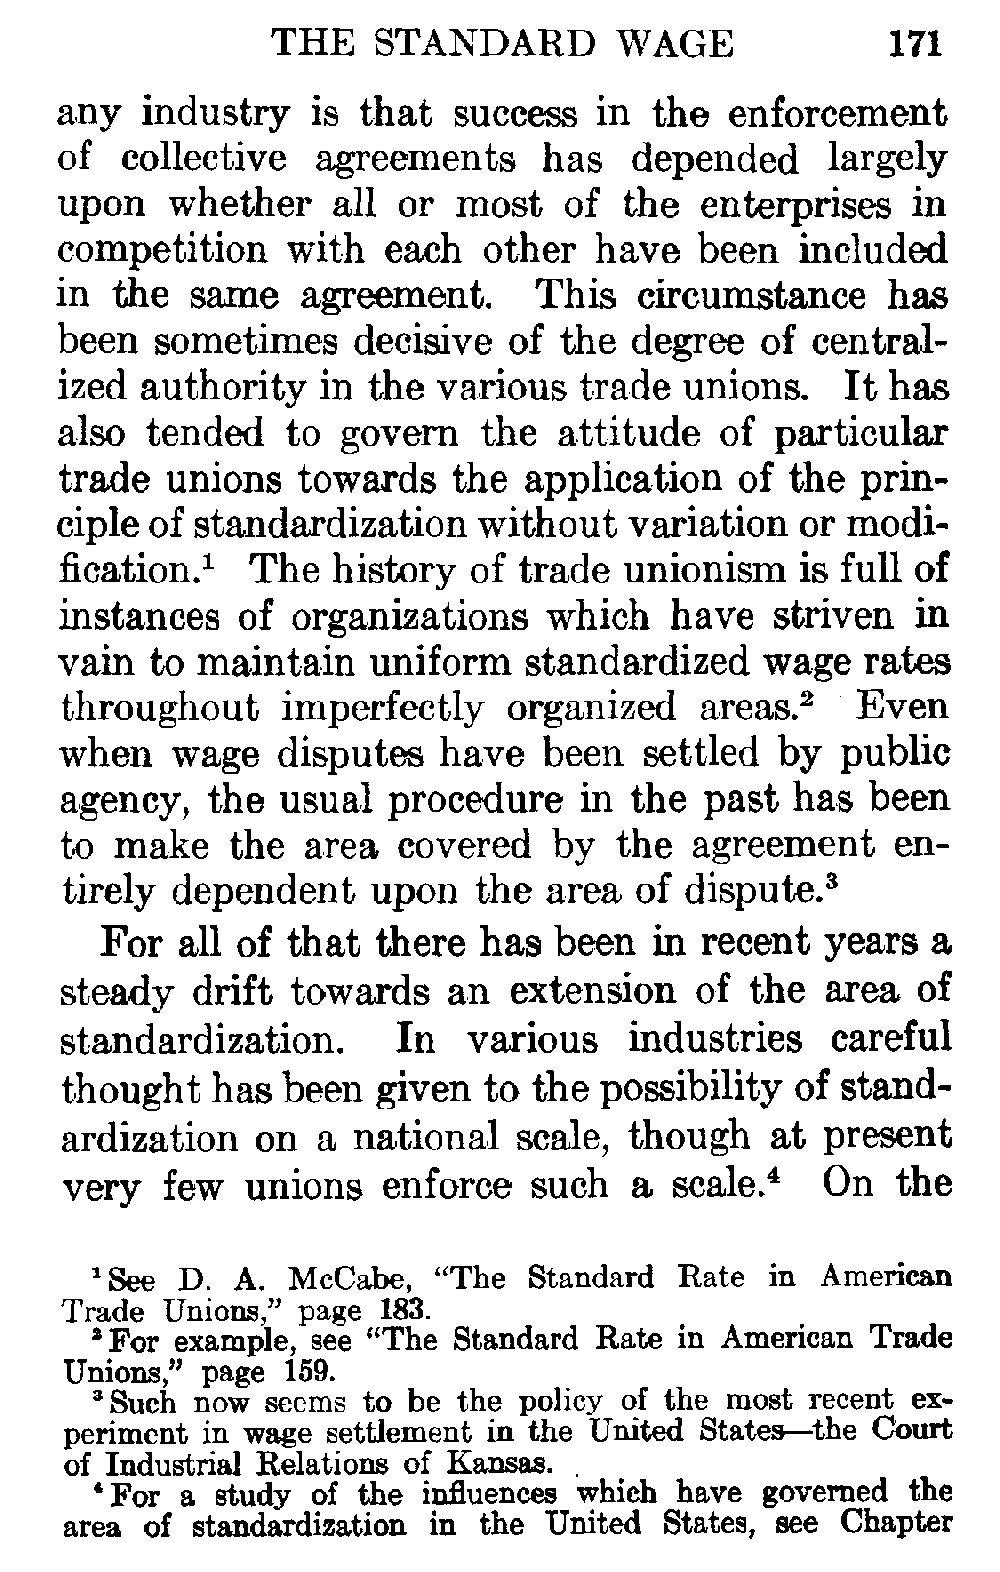 THE STANDARD WAGE 171
any industry is that success in the enforcement
of collective agreements has depended largely
upon whether all or most of the enterprises in
competition with each other have been included
in the same agreement. This circumstance has
been sometimes decisive of the degree of central-
ized authority in the various trade unions. It has
also tended to govern the attitude of particular
trade unions towards the application of the prin-
ciple of standardization without variation or modi-
fication.¹ The history of trade unionism is full of
instances of organizations which have striven in
vain to maintain uniform standardized wage rates
throughout imperfectly organized areas.² Even
when wage disputes have been settled by public
agency, the usual procedure in the past has been
to make the area covered by the agreement en-
tirely dependent upon the area of dispute.³
For all of that there has been in recent years a
steady drift towards an extension of the area of
standardization. In various industries careful
thought has been given to the possibility of stand-
ardization on a national scale, though at present
very few unions enforce such a scale.⁴ On the
¹ See D. A. McCabe, “The Standard Rate in American
Trade Unions,” page 183.
² For example, see “The Standard Rate in American Trade
Unions,” page 159.
³ Such now seems to be the policy of the most recent ex-
periment in wage settlement in the United States—the Court
of Industrial Relations of Kansas.
⁴ For a study of the influences which have governed the
area of standardization in the United States, see Chapter